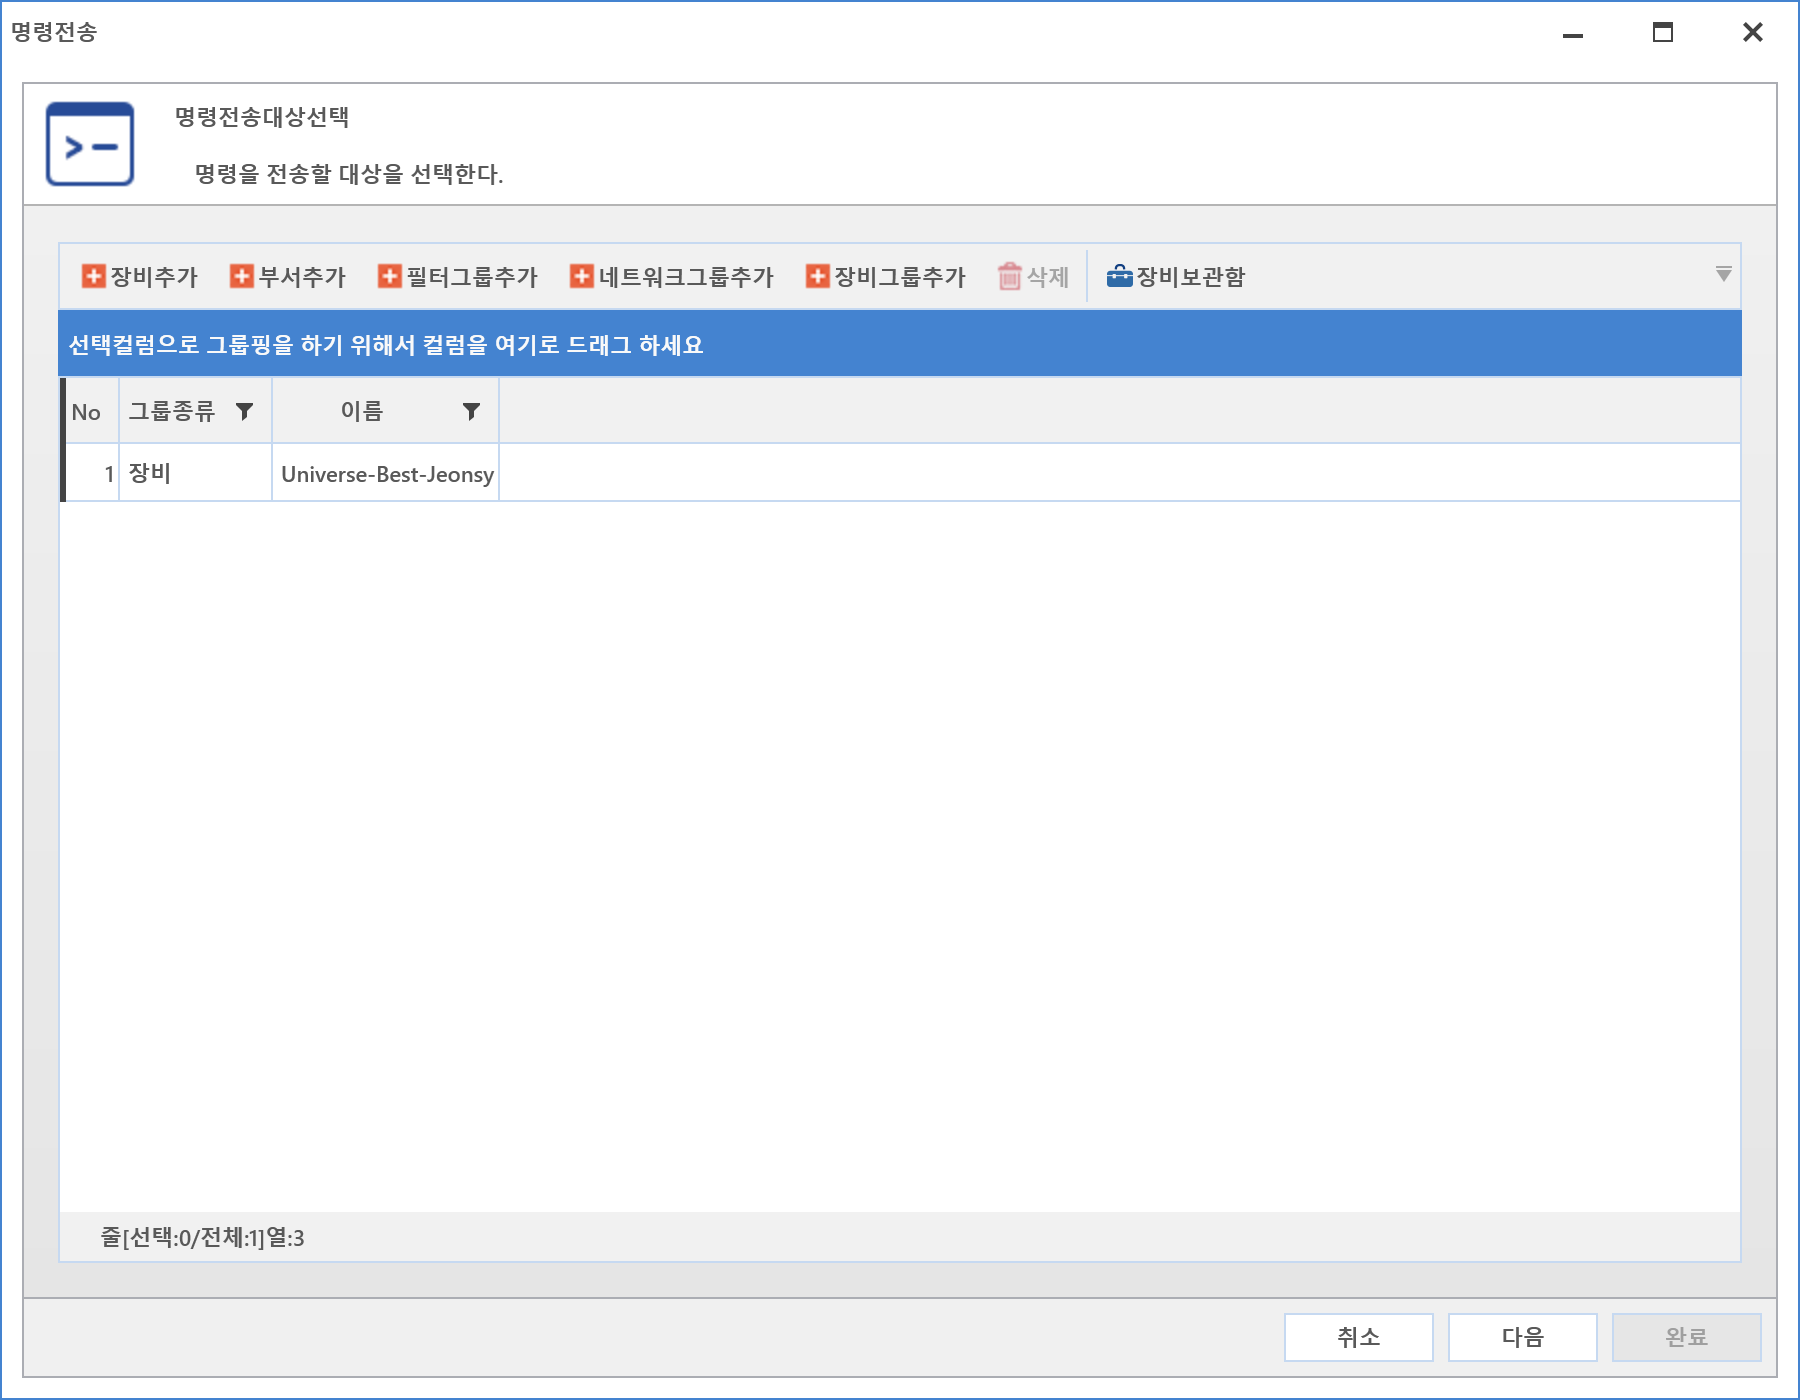 명령전송
명령전송대상선택
명령을 전송할 대상을 선택한다.
장비추가 부서추가 필터그룹추가 네트워크그룹추가 장비그룹추가 삭제 장비보관함
선택컬럼으로 그룹핑을 하기 위해서 컬럼을 여기로 드래그 하세요
No 그룹종류 이름
1 장비 Universe-Best-Jeonsy
줄[선택:0/전체:1]열:3
취소 다음 완료